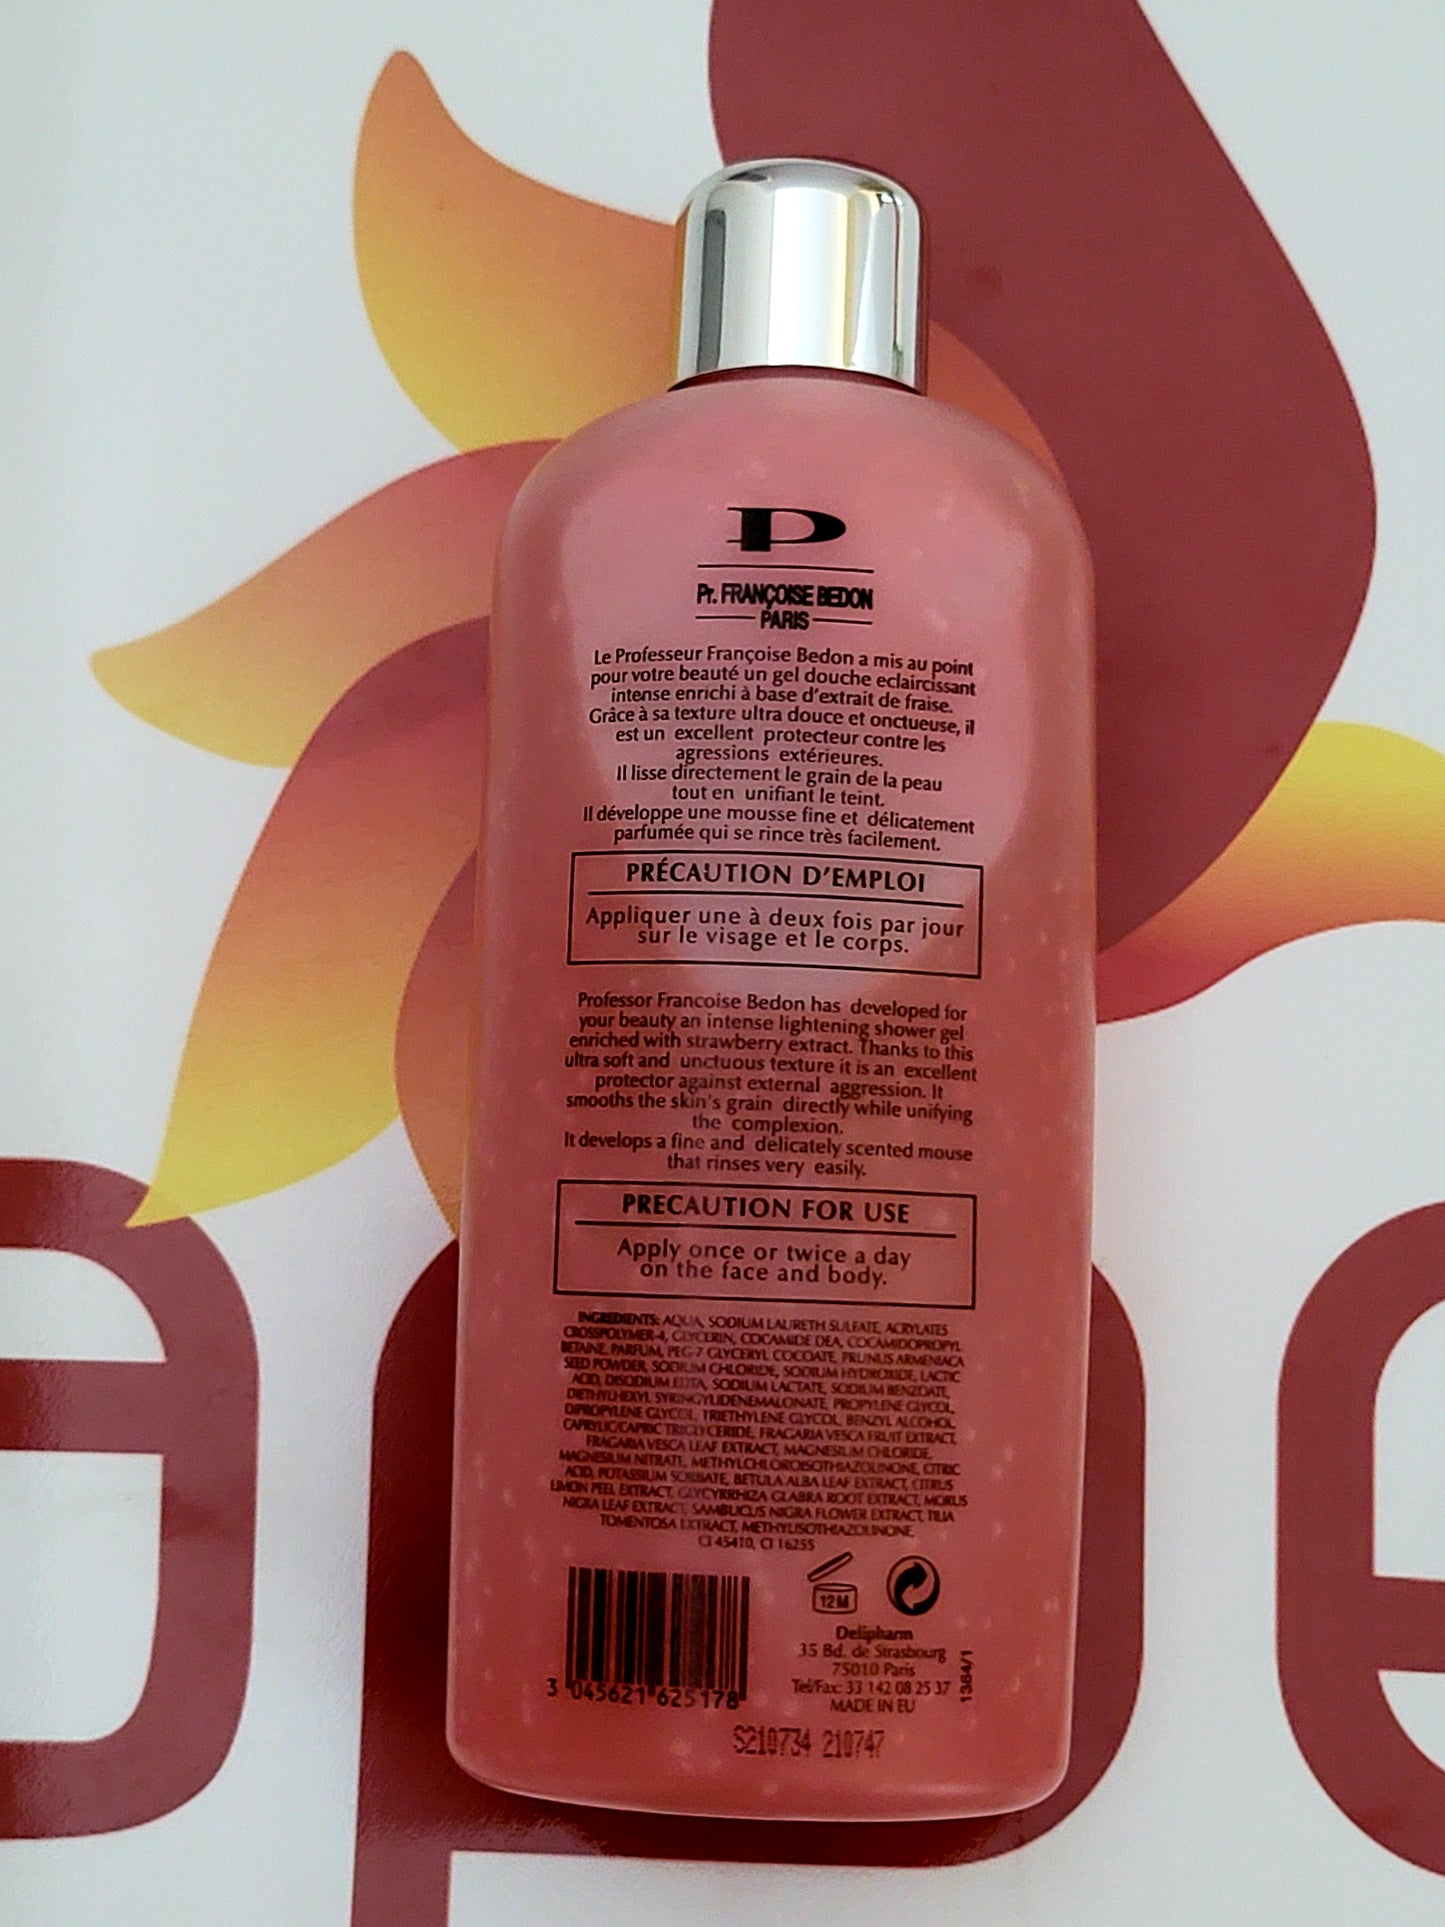 P
Pr. FRANÇOISE BEDON
PARIS
Le Professeur Françoise Bedon a mis au point
pour votre beauté un gel douche eclaircissant
intense enrichi à base d'extrait de fraise.
Grâce à sa texture ultra douce et onctueuse, il
est un excellent protecteur contre les
agressions extérieures.
Il lisse directement le grain de la peau
tout en unifiant le teint.
Il développe une mousse fine et délicatement
parfumée qui se rince très facilement.
PRÉCAUTION D'EMPLOI
Appliquer une à deux fois par jour
sur le visage et le corps.
Professor Francoise Bedon has developed for
your beauty an intense lightening shower gel
enriched with strawberry extract. Thanks to this
ultra soft and unctuous texture it is an excellent
protector against external aggression. It
smooths the skin's grain directly while unifying
the complexion.
It develops a fine and delicately scented mouse
that rinses very easily.
PRECAUTION FOR USE
Apply once or twice a day
on the face and body.
INGREDIENTS: AQUA, SODIUM LAURETH SULFATE, ACRYLATES
CROSSPOLYMER-4, GLYCERIN, COCAMIDE DEA, COCAMIDOPROPYL
BETAINE, PARFUM, PEG-7 GLYCERYL COCOATE, PRUNUS ARMENIACA
SEED POWDER, SODIUM CHLORIDE, SODIUM HYDROXIDE, LACTIC
ACID, DISODIUM EDTA, SODIUM LACTATE, SODIUM BENZOATE,
DIETHYLHEXYL SYRINGYLIDENEMALONATE, PROPYLENE GLYCOL,
DIPROPYLENE GLYCOL, TRIETHYLENE GLYCOL, BENZYL ALCOHOL,
CAPRYLIC/CAPRIC TRIGLYCERIDE, FRAGARIA VESCA FRUIT EXTRACT,
FRAGARIA VESCA LEAF EXTRACT, MAGNESIUM CHLORIDE,
MAGNESIUM NITRATE, METHYLCHLOROISOTHIAZOLINONE, CITRIC
ACID, POTASSIUM SORBATE, BETULA ALBA LEAF EXTRACT, CITRUS
LIMON PEEL EXTRACT, GLYCYRRHIZA GLABRA ROOT EXTRACT, MORUS
NIGRA LEAF EXTRACT, SAMBUCUS NIGRA FLOWER EXTRACT, TILIA
TOMENTOSA EXTRACT, METHYLISOTHIAZOLINONE,
CI 45410, CI 16255
12M
Delipharm
35 Bd. de Strasbourg
75010 Paris
Tel/Fax: 33 142 08 25 37
MADE IN EU
1364/1
3 045621 625178
S210734 210747